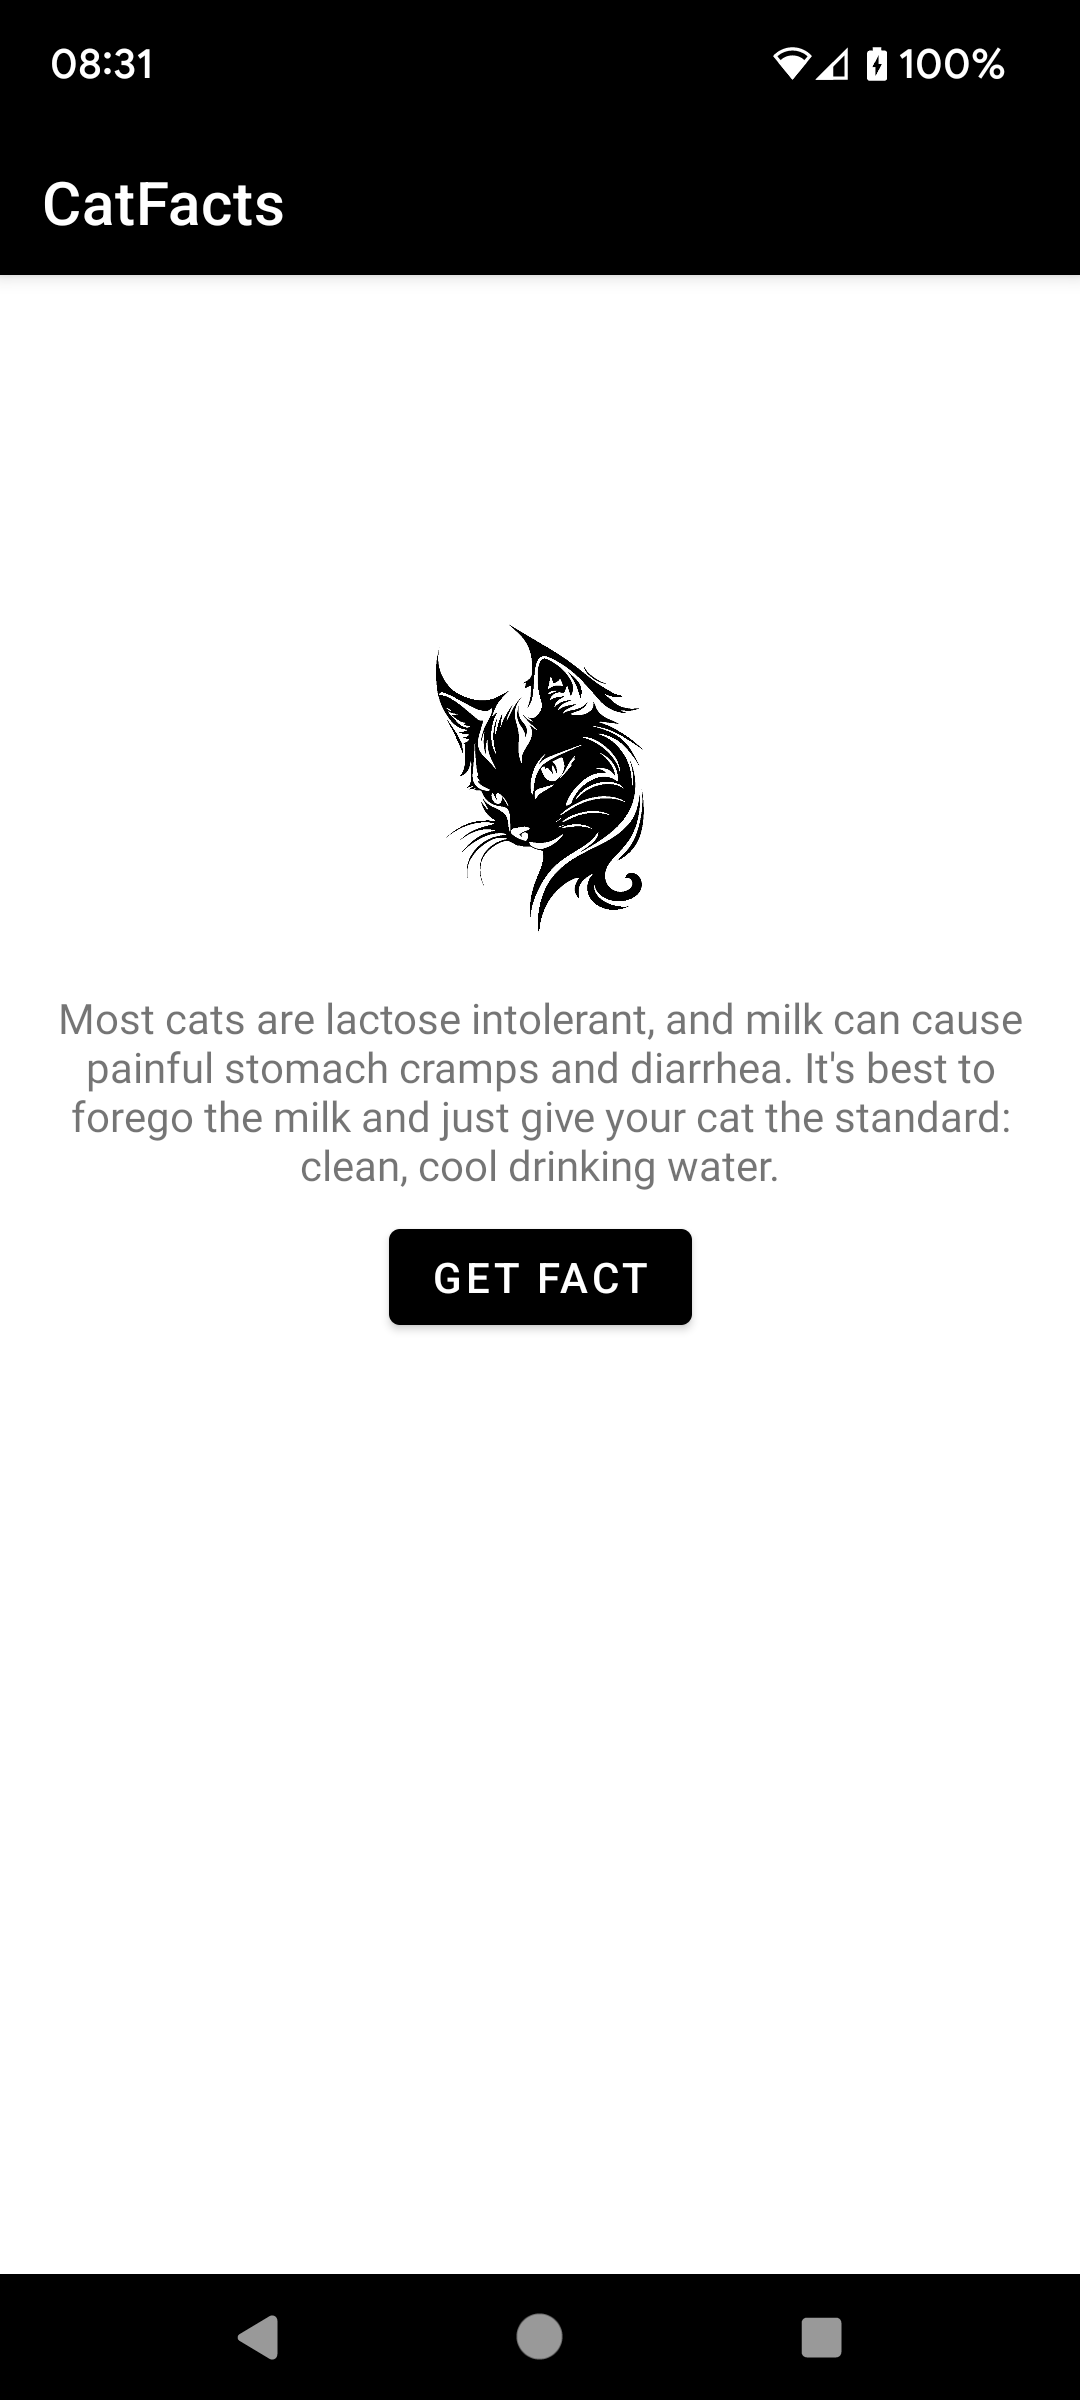 08:31
100%
CatFacts
Most cats are lactose intolerant, and milk can cause
painful stomach cramps and diarrhea. It's best to
forego the milk and just give your cat the standard:
clean, cool drinking water.
GET FACT